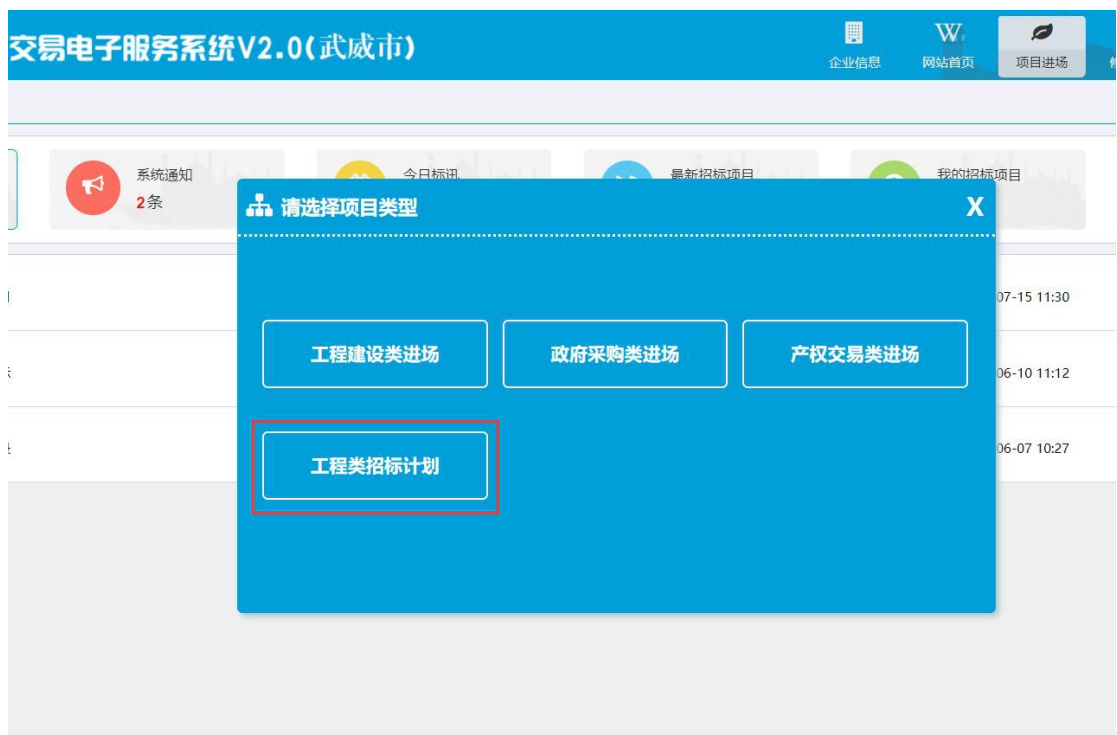 交易电子服务系统V2.0(武威市)
企业信息
网站首页
项目进场
系统通知
2条
今日标讯
最新招标项目
我的招标项目
请选择项目类型
X
07-15 11:30
工程建设类进场
政府采购类进场
产权交易类进场
06-10 11:12
工程类招标计划
06-07 10:27